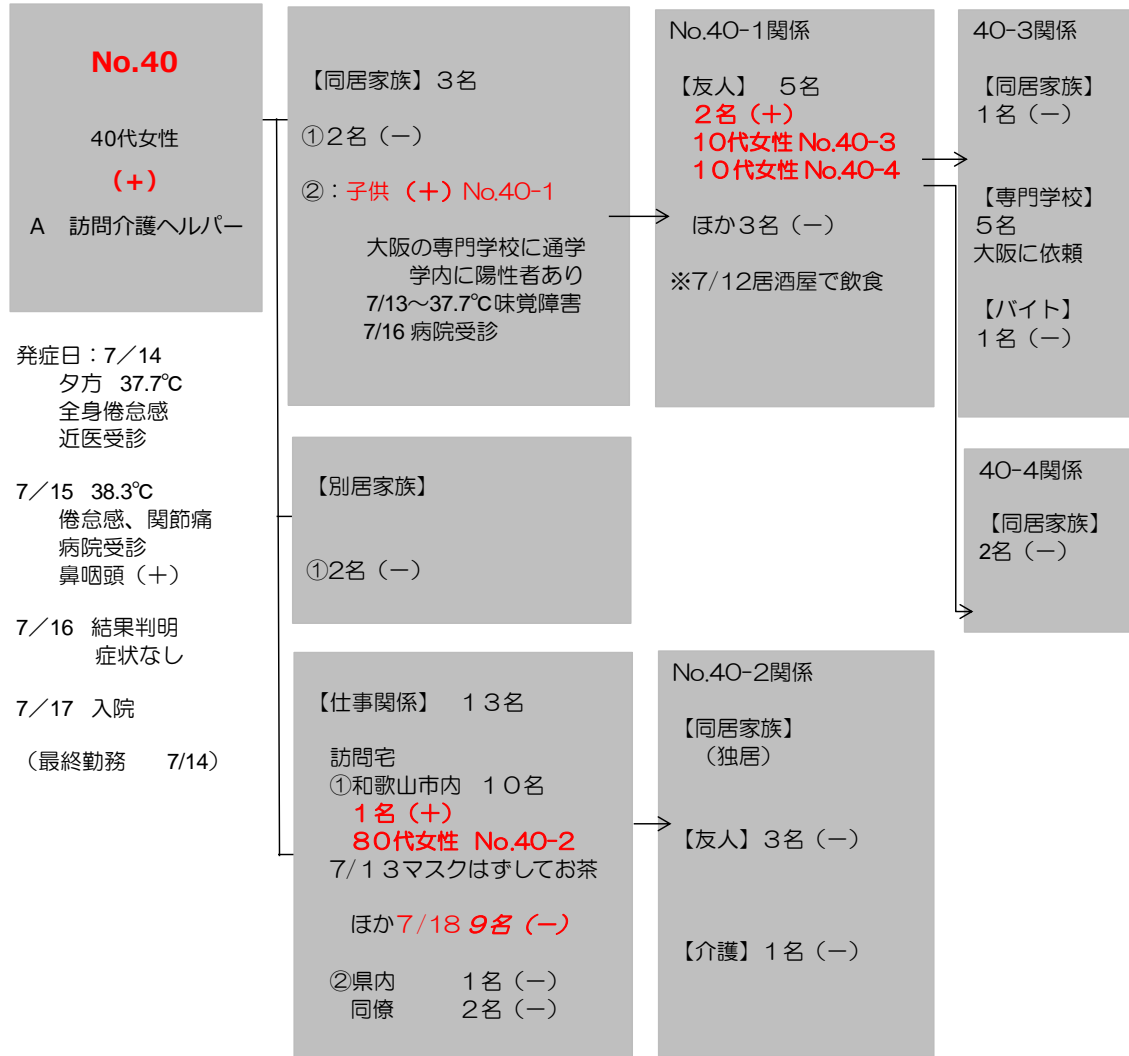 No.40
40代女性
（+）
A　訪問介護ヘルパー
発症日：7／14
夕方　37.7℃
全身倦怠感
近医受診
7／15　38.3℃
倦怠感、関節痛
病院受診
鼻咽頭（＋）
7／16　結果判明
症状なし
7／17　入院
（最終勤務　7/14）
【同居家族】３名
①２名（－）
②：子供（＋）No.40-1
大阪の専門学校に通学
学内に陽性者あり
7/13～37.7℃味覚障害
7/16 病院受診
【別居家族】
①2名（－）
【仕事関係】　１３名
訪問宅
①和歌山市内　１０名
１名（＋）
８０代女性 No.40-2
7/１３マスクはずしてお茶
ほか7/18 ９名（－）
②県内　１名（－）
同僚　２名（－）
No.40-1関係
【友人】　５名
２名（＋）
１０代女性 No.40-3
１０代女性 No.40-4
ほか３名（－）
※7/12居酒屋で飲食
No.40-2関係
【同居家族】
（独居）
【友人】３名（－）
【介護】１名（－）
40-3関係
【同居家族】
１名（－）
【専門学校】
５名
大阪に依頼
【バイト】
１名（－）
40-4関係
【同居家族】
2名（－）